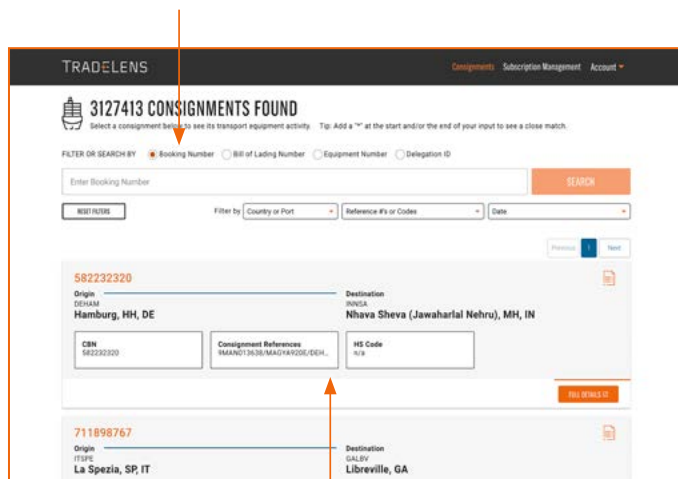 TRADELENS
Consignments Subscription Management Account
3127413 CONSIGNMENTS FOUND
Select a consignment below to see its transport equipment activity. Tip: Add a "*" at the start and/or the end of your input to see a close match.
FILTER OR SEARCH BY Booking Number Bill of Lading Number Equipment Number Delegation ID
Enter Booking Number SEARCH
RESET FILTERS Filter by Country or Port Reference #'s or Codes Date
Previous 1 Next
582232320
Origin Destination
DEHAM INNSA
Hamburg, HH, DE Nhava Sheva (Jawaharlal Nehru), MH, IN
CBN Consignment References HS Code
582232320 9MAN013638/MAGYA920E/DEH... n/a
FULL DETAILS
711898767
Origin Destination
ITSPE GALBV
La Spezia, SP, IT Libreville, GA